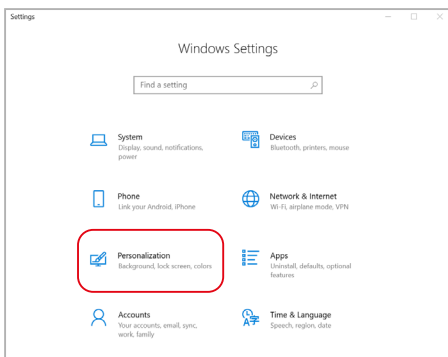 Settings
Windows Settings
Find a setting
System
Display, sound, notifications,
power
Devices
Bluetooth, printers, mouse
Phone
Link your Android, iPhone
Network & Internet
Wi-Fi, airplane mode, VPN
Personalization
Background, lock screen, colors
Apps
Uninstall, defaults, optional
features
Accounts
Your accounts, email, sync,
work, family
Time & Language
Speech, region, date